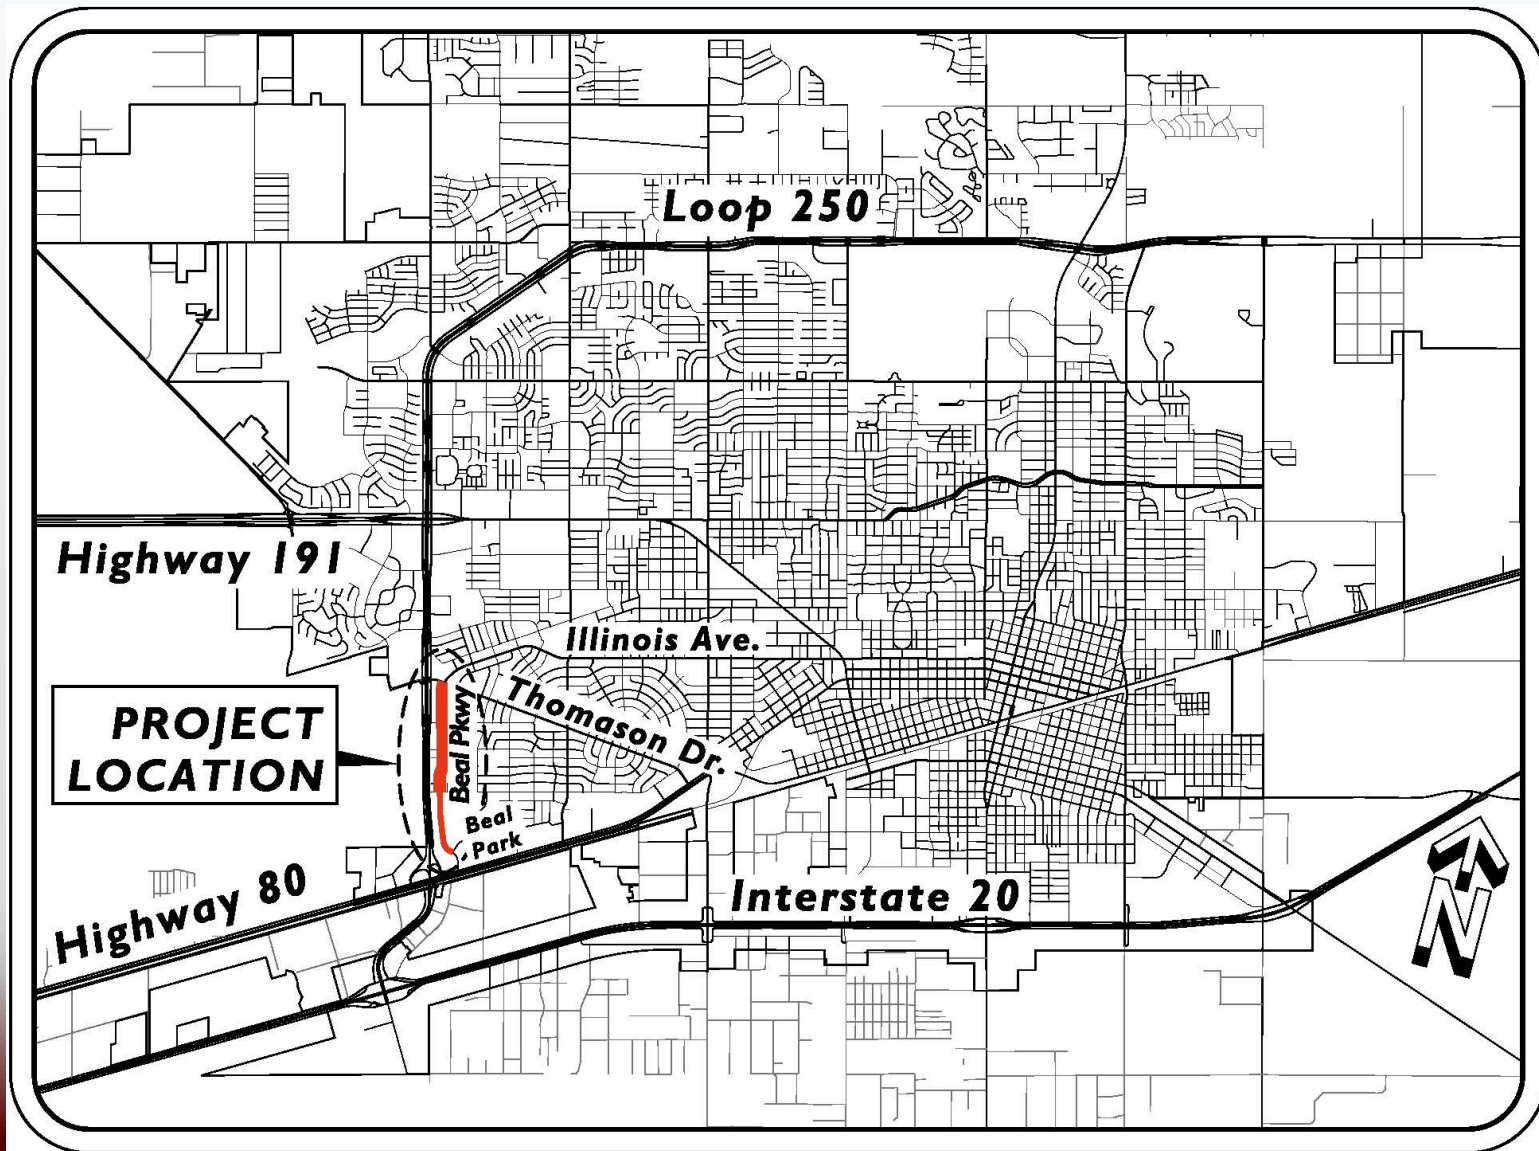 Loop 250
Highway 191
Illinois Ave.
PROJECT
LOCATION
Thomason Dr.
Beal Pkwy
Beal
Park
Highway 80
Interstate 20
N